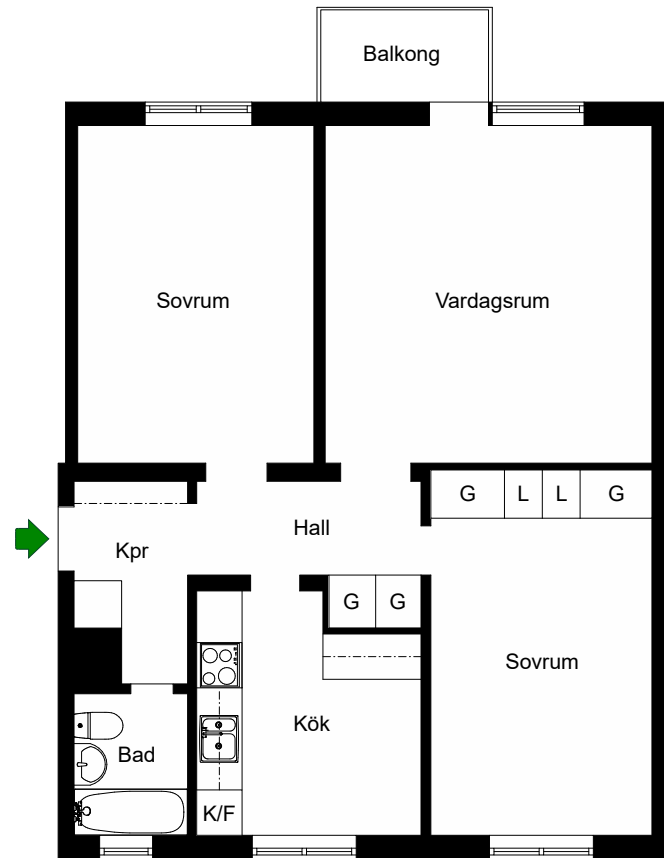 Balkong
Sovrum
Vardagsrum
G L L G
Hall
Kpr
G G
Sovrum
Kök
Bad
K/F